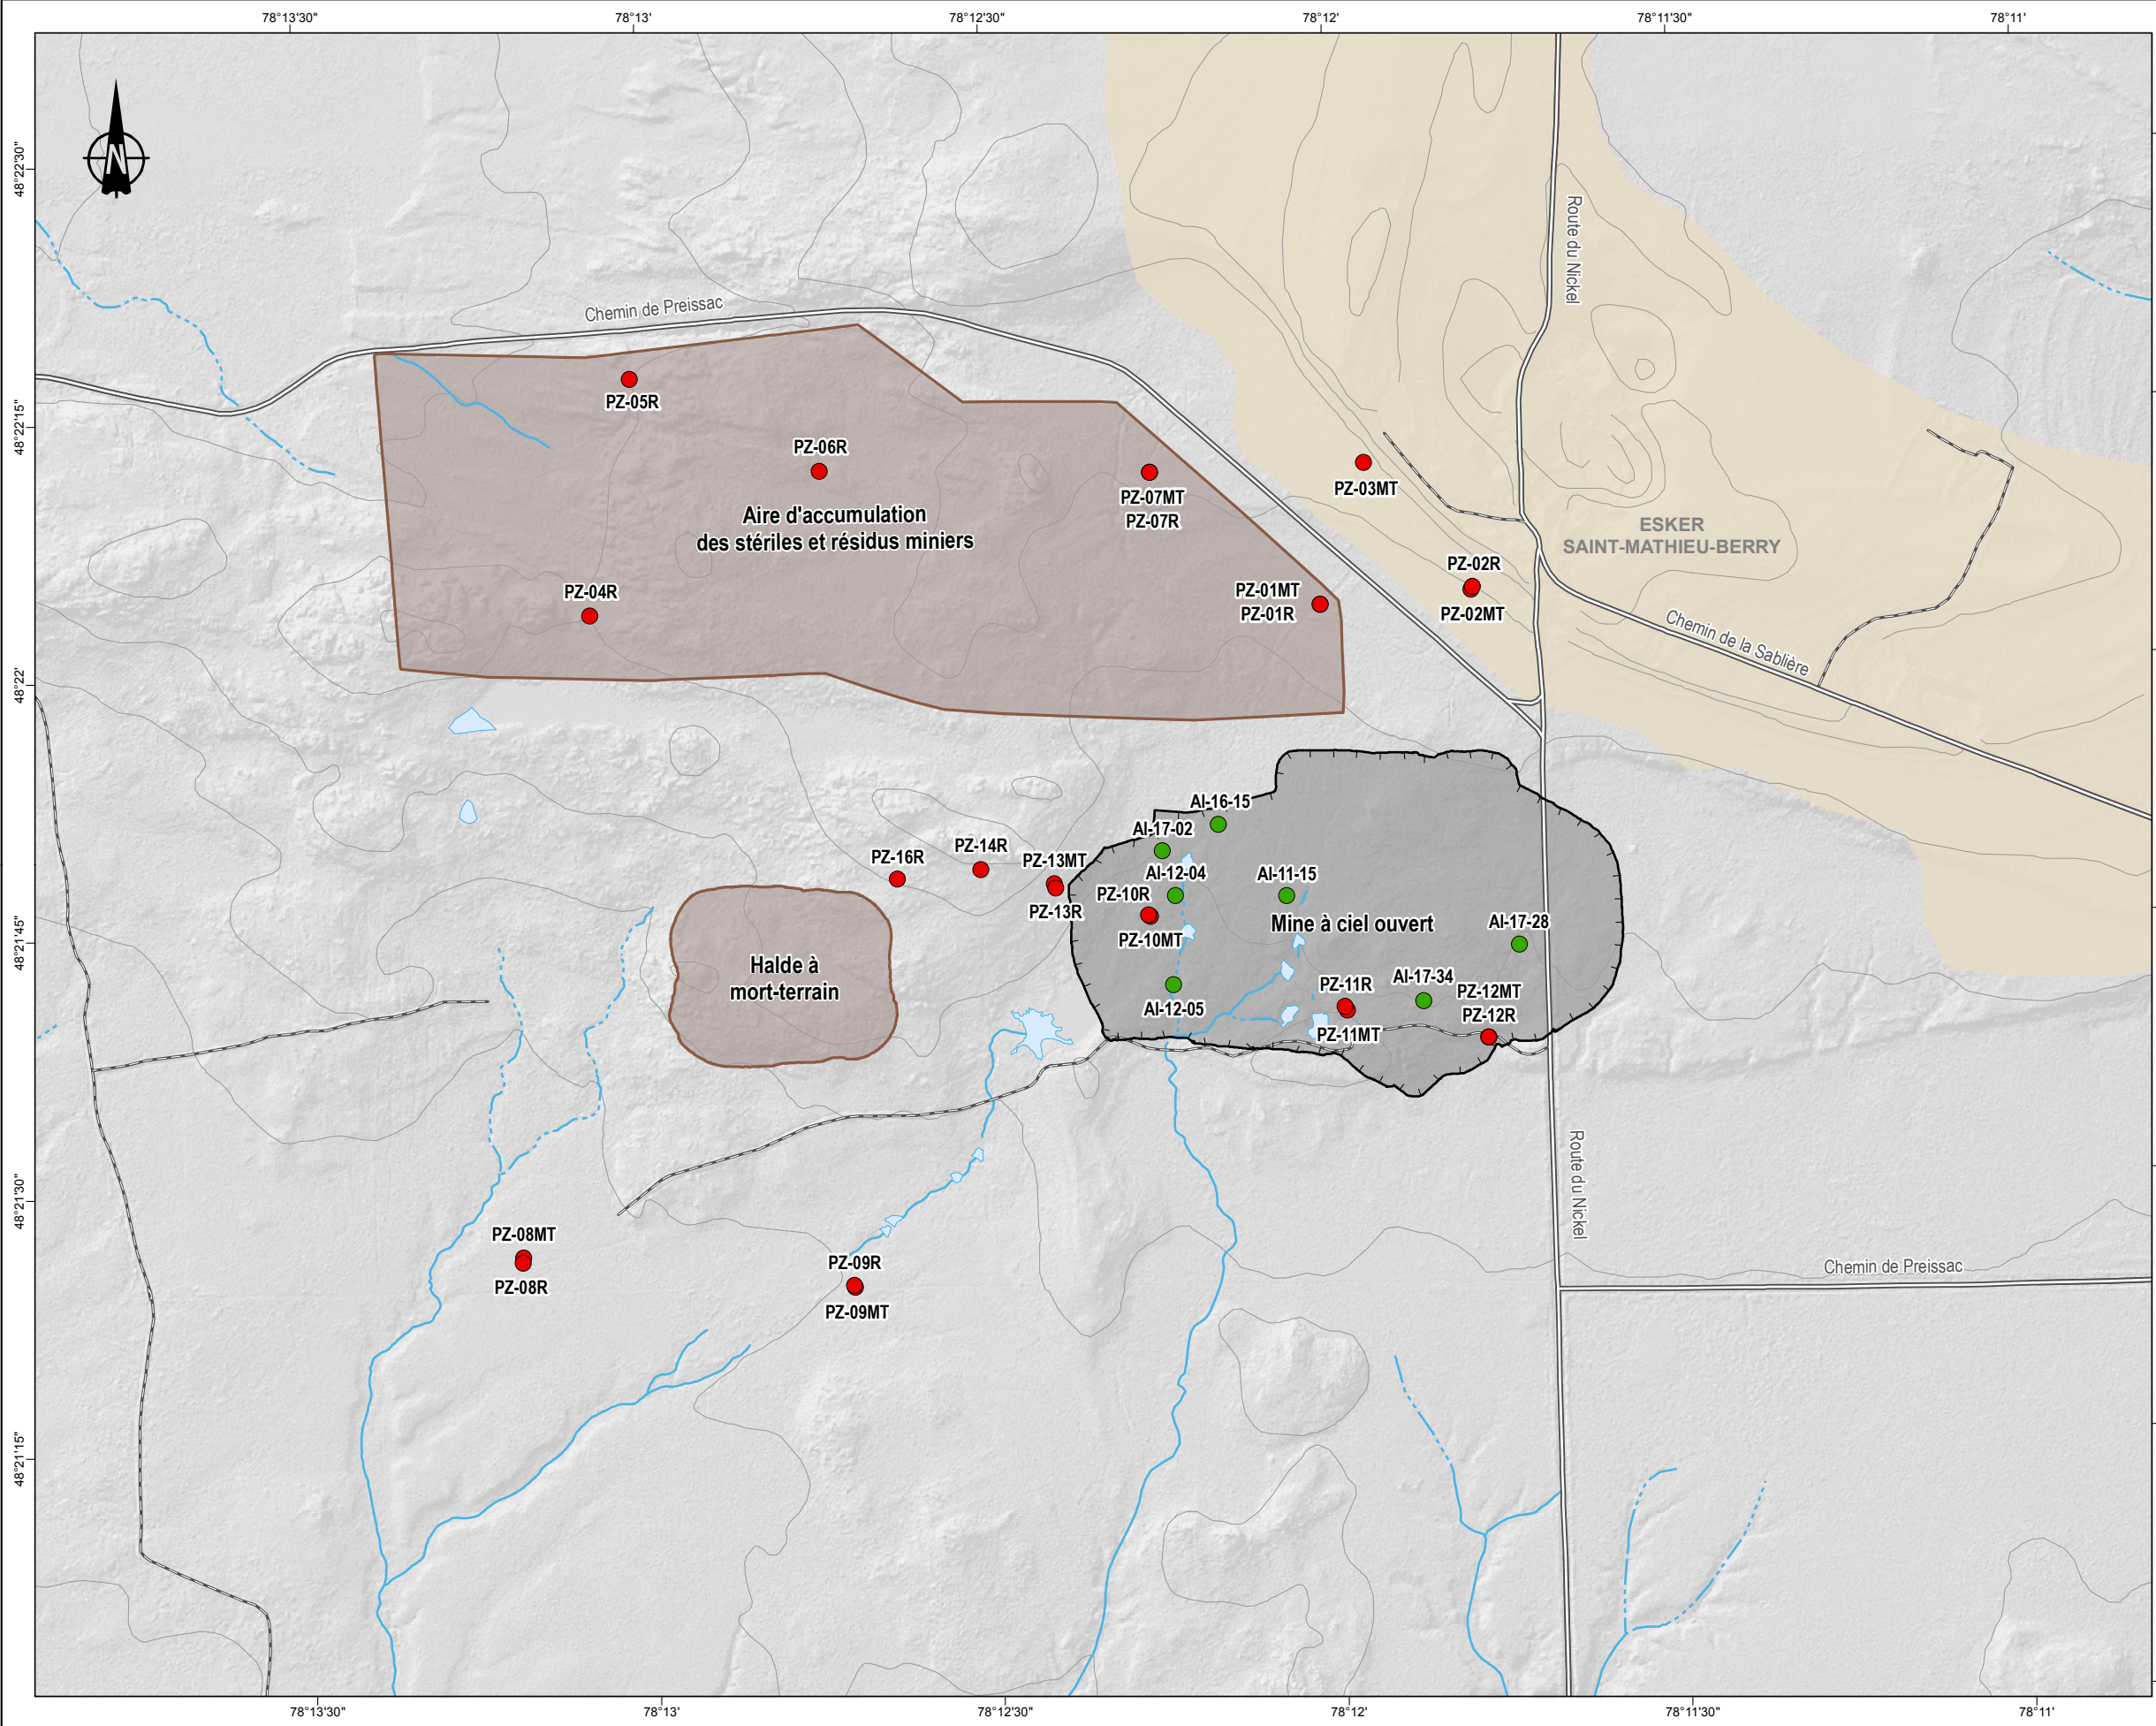 78°13'30"
78°13'
78°12'30"
78°12'
78°11'30"
78°11'
48°22'30"
48°22'15"
48°22'
48°21'45"
48°21'30"
48°21'15"
N
Route du Nickel
Chemin de Preissac
PZ-05R
PZ-06R
PZ-07MT
PZ-07R
PZ-03MT
Aire d'accumulation
des stériles et résidus miniers
ESKER
SAINT-MATHIEU-BERRY
PZ-02R
PZ-02MT
PZ-04R
PZ-01MT
PZ-01R
Chemin de la Sablière
Al-16-15
Al-17-02
PZ-16R
PZ-14R
PZ-13MT
PZ-13R
Al-12-04
Al-11-15
PZ-10R
PZ-10MT
Mine à ciel ouvert
Al-17-28
Halde à
mort-terrain
Al-12-05
PZ-11R
PZ-11MT
Al-17-34
PZ-12MT
PZ-12R
Route du Nickel
PZ-08MT
PZ-08R
PZ-09R
PZ-09MT
Chemin de Preissac
78°13'30"
78°13'
78°12'30"
78°12'
78°11'30"
78°11'